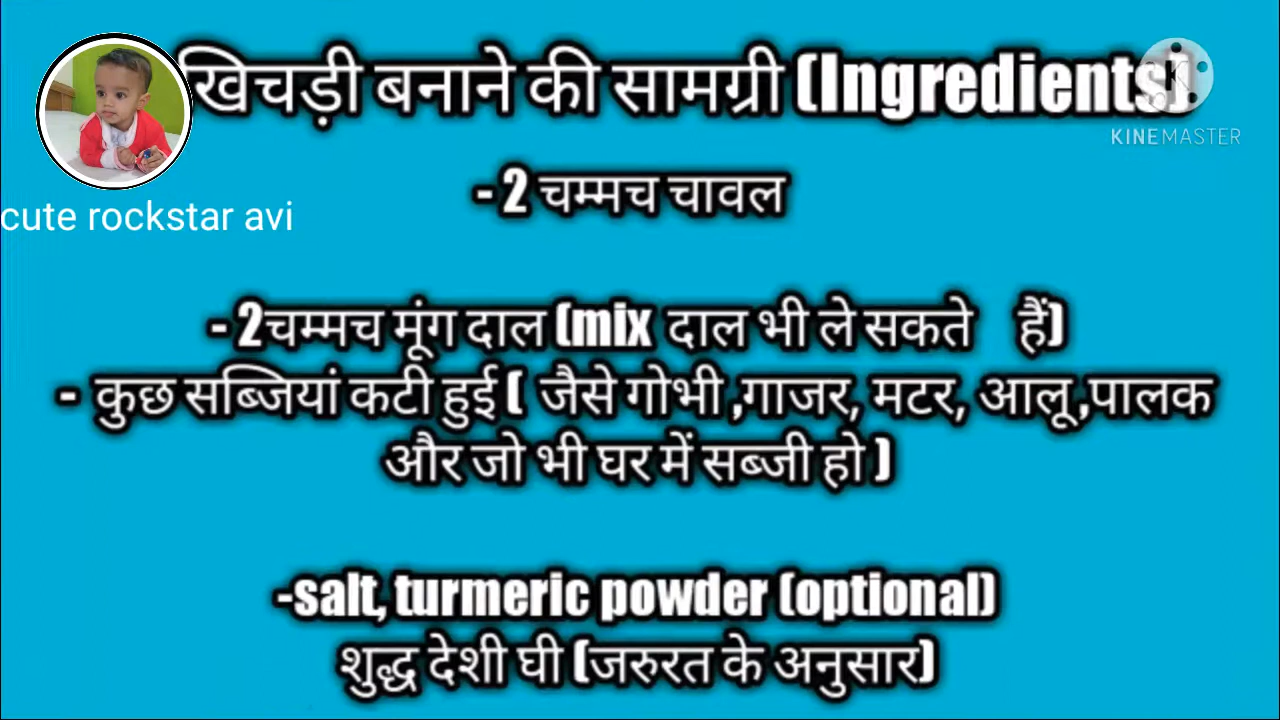 खिचड़ी बनाने की सामग्री (Ingredients)
KINEMASTER
cute rockstar avi
- 2 चम्मच चावल
- 2चम्मच मूंग दाल (mix दाल भी ले सकते हैं)
- कुछ सब्जियां कटी हुई ( जैसे गोभी ,गाजर, मटर, आलू ,पालक
और जो भी घर में सब्जी हो )
-salt, turmeric powder (optional)
शुद्ध देशी घी (जरुरत के अनुसार)